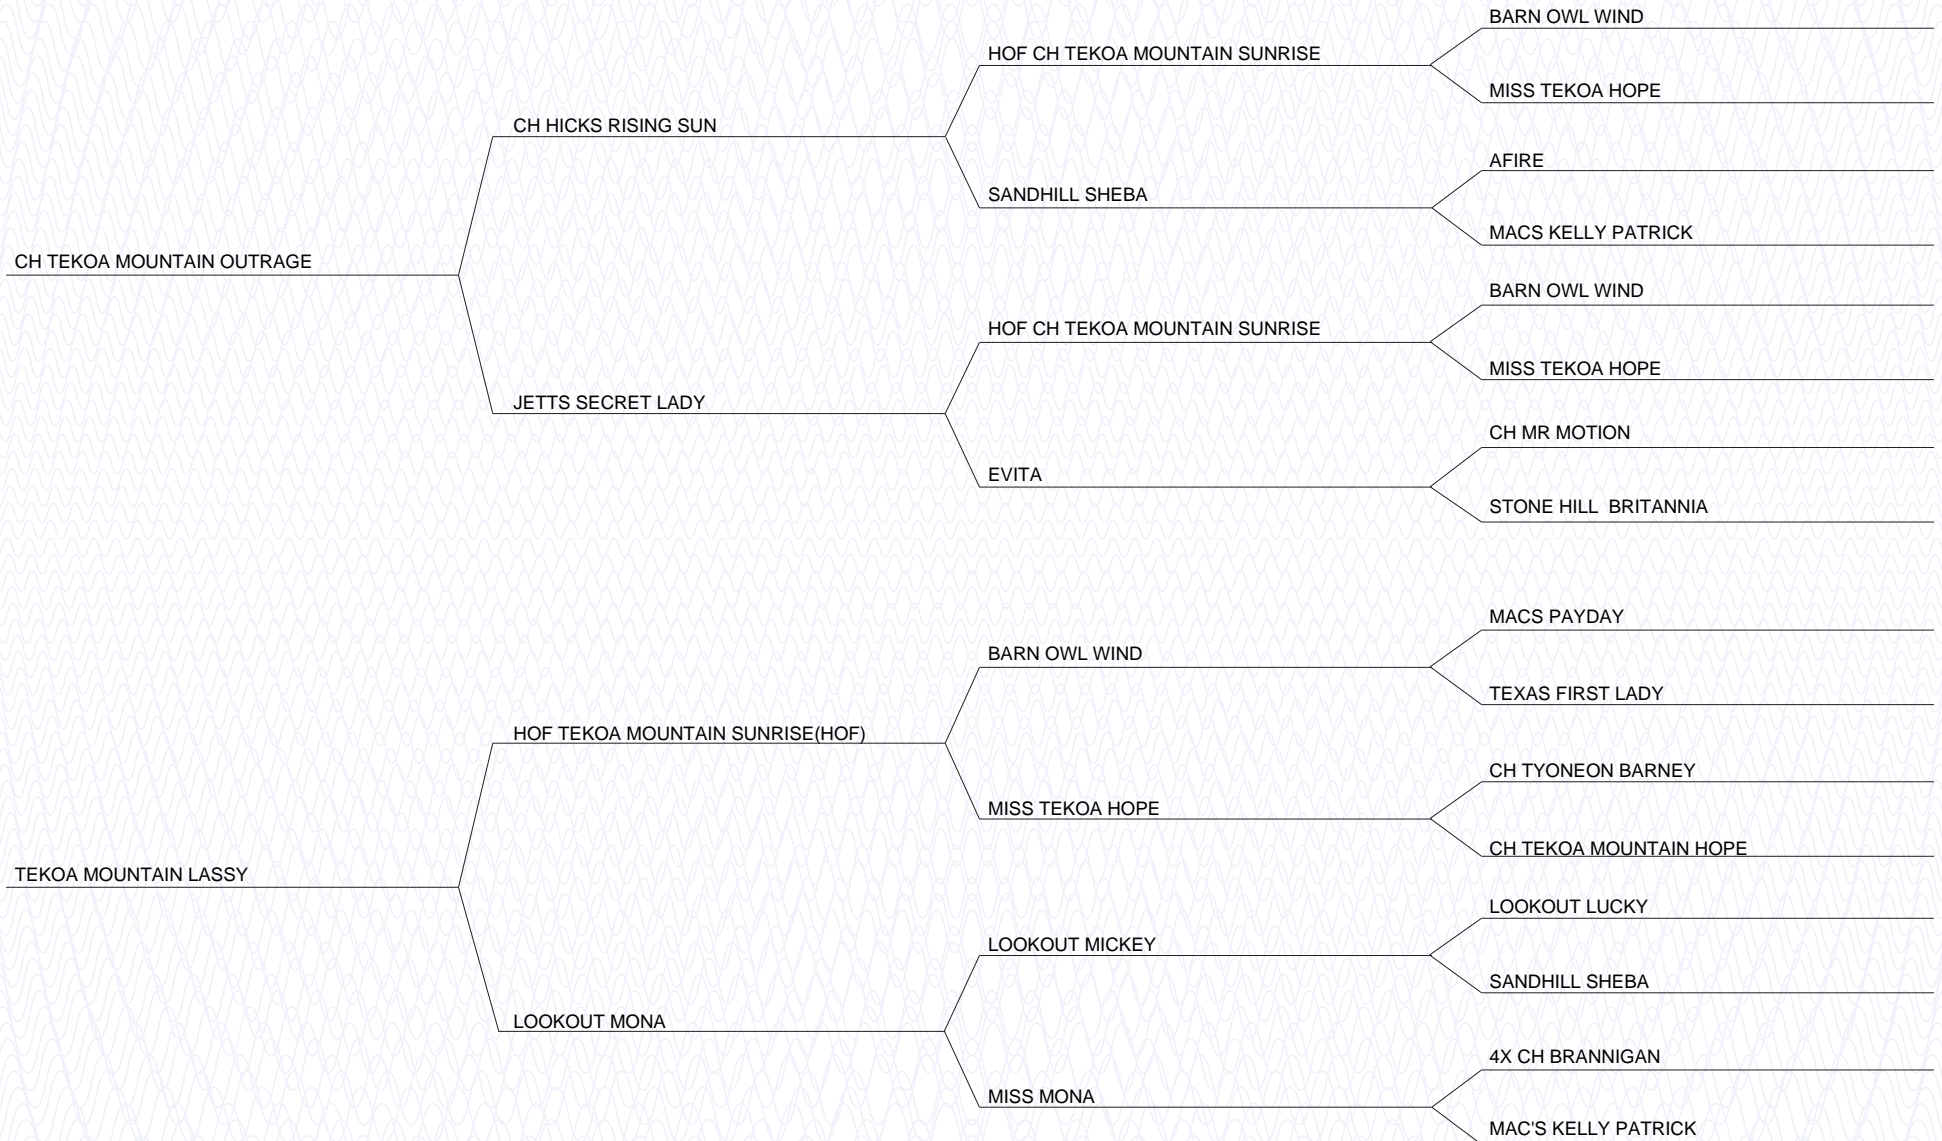 BARN OWL WIND
HOF CH TEKOA MOUNTAIN SUNRISE
MISS TEKOA HOPE
CH HICKS RISING SUN
AFIRE
SANDHILL SHEBA
MACS KELLY PATRICK
CH TEKOA MOUNTAIN OUTRAGE
BARN OWL WIND
HOF CH TEKOA MOUNTAIN SUNRISE
MISS TEKOA HOPE
JETTS SECRET LADY
CH MR MOTION
EVITA
STONE HILL  BRITANNIA
MACS PAYDAY
BARN OWL WIND
TEXAS FIRST LADY
HOF TEKOA MOUNTAIN SUNRISE(HOF)
CH TYONEON BARNEY
MISS TEKOA HOPE
CH TEKOA MOUNTAIN HOPE
TEKOA MOUNTAIN LASSY
LOOKOUT LUCKY
LOOKOUT MICKEY
SANDHILL SHEBA
LOOKOUT MONA
4X CH BRANNIGAN
MISS MONA
MAC'S KELLY PATRICK